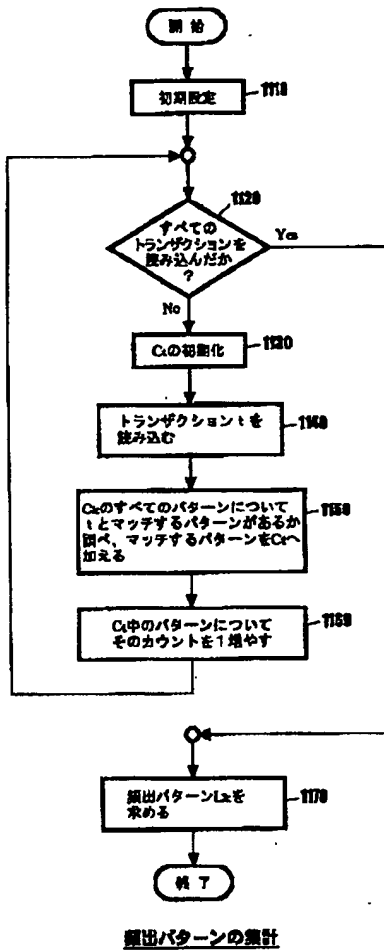 開 始
初期設定
1110
1120
すべての
トランザクションを
読み込んだか
?
Yes
No
Ctの初期化
1130
トランザクション t を
読み込む
1140
Ckのすべてのパターンについて
t とマッチするパターンがあるか
調べ、マッチするパターンをCtへ
加える
1150
Ct中のパターンについて
そのカウントを1増やす
1160
頻出パターンLkを
求める
1170
終 了
頻出パターンの集計